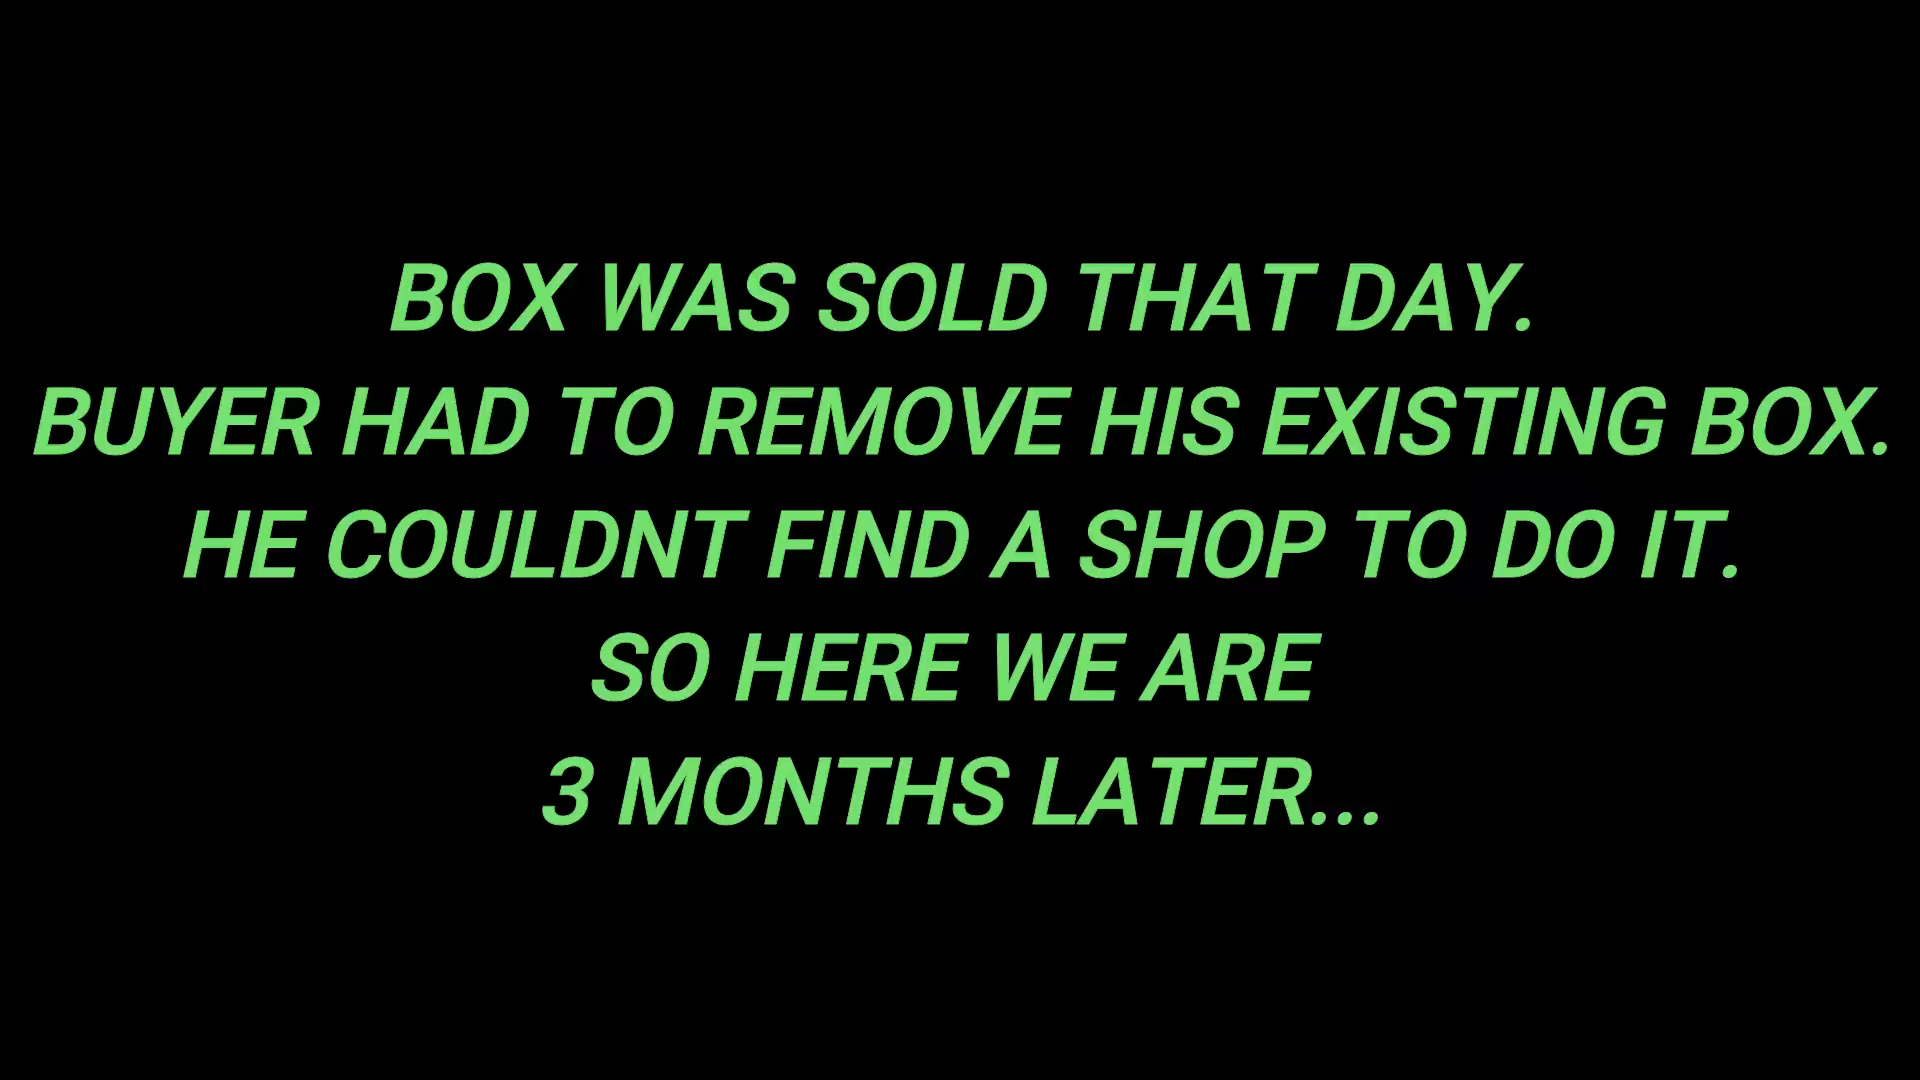 BOX WAS SOLD THAT DAY.
BUYER HAD TO REMOVE HIS EXISTING BOX.
HE COULDNT FIND A SHOP TO DO IT.
SO HERE WE ARE
3 MONTHS LATER...